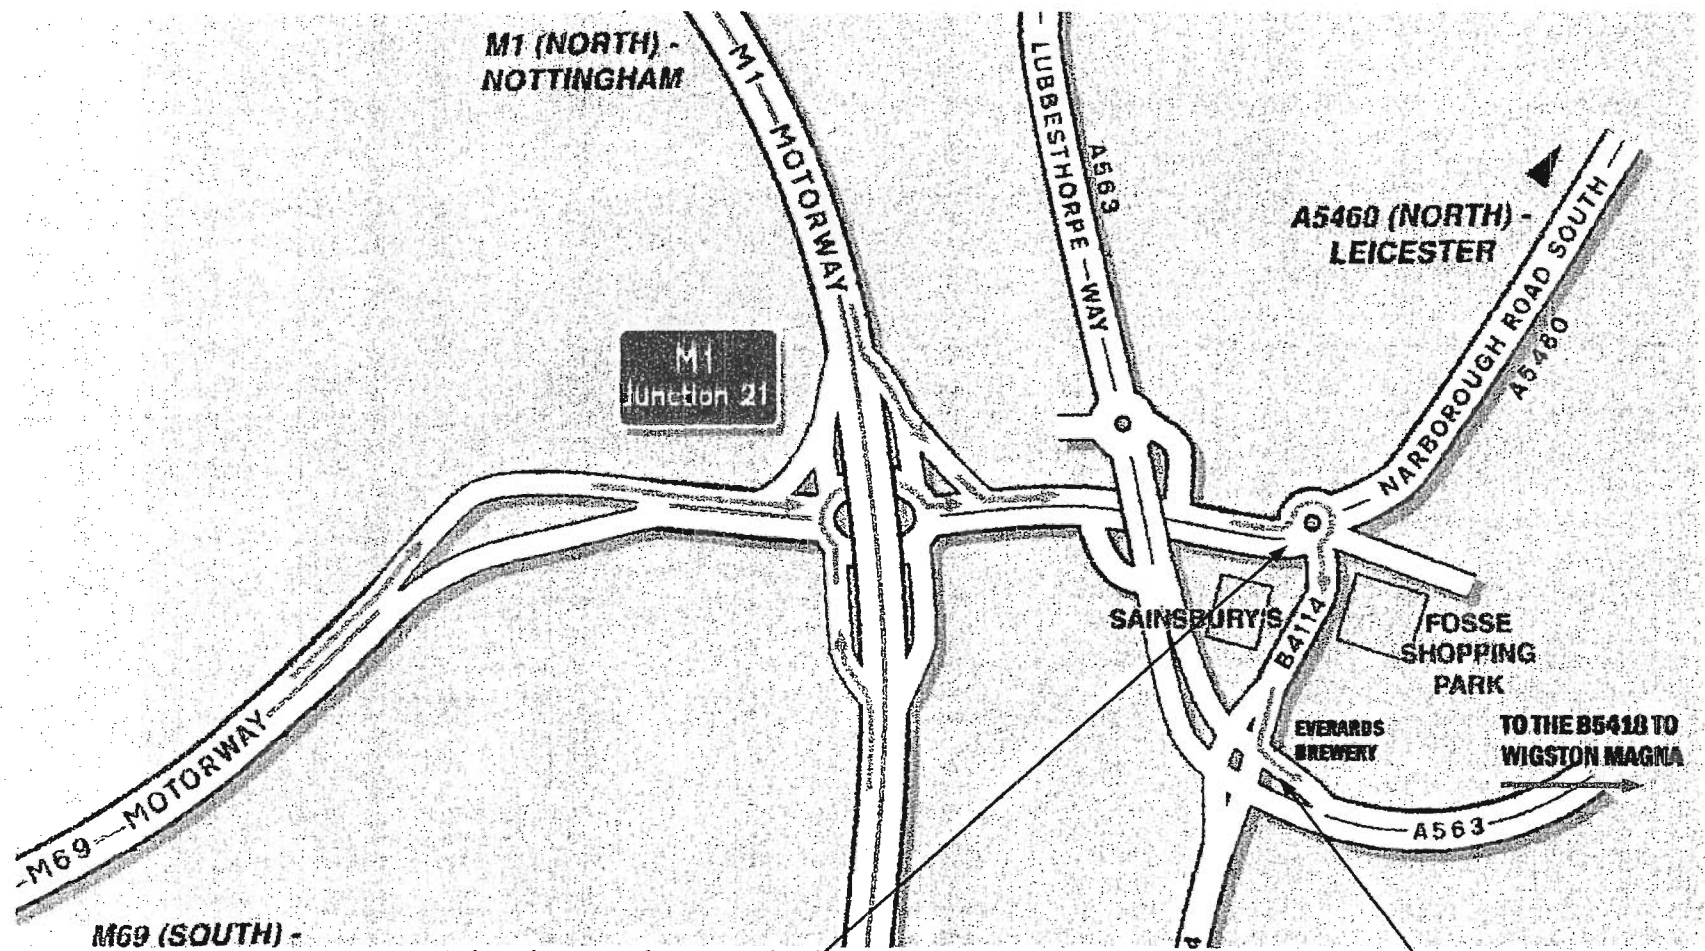 M1 (NORTH) -
NOTTINGHAM
M1 MOTORWAY
LUBBESTHORPE WAY
A563
A5460 (NORTH) -
LEICESTER
NARBOROUGH ROAD SOUTH
A5480
M1
Junction 21
SAINSBURY'S
B4114
FOSSE
SHOPPING
PARK
EVERARDS
BREWERY
TO THE B5418 TO
WIGSTON MAGNA
A563
M69 MOTORWAY
M69 (SOUTH) -